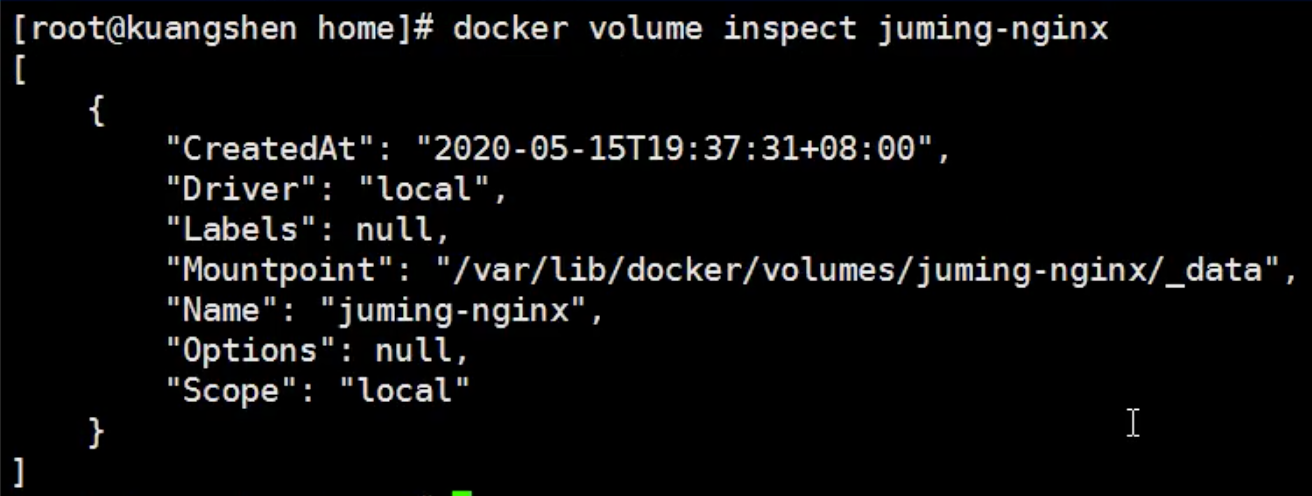 [root@kuangshen home]# docker volume inspect juming-nginx
[
    {
        "CreatedAt": "2020-05-15T19:37:31+08:00",
        "Driver": "local",
        "Labels": null,
        "Mountpoint": "/var/lib/docker/volumes/juming-nginx/_data",
        "Name": "juming-nginx",
        "Options": null,
        "Scope": "local"
    }
]